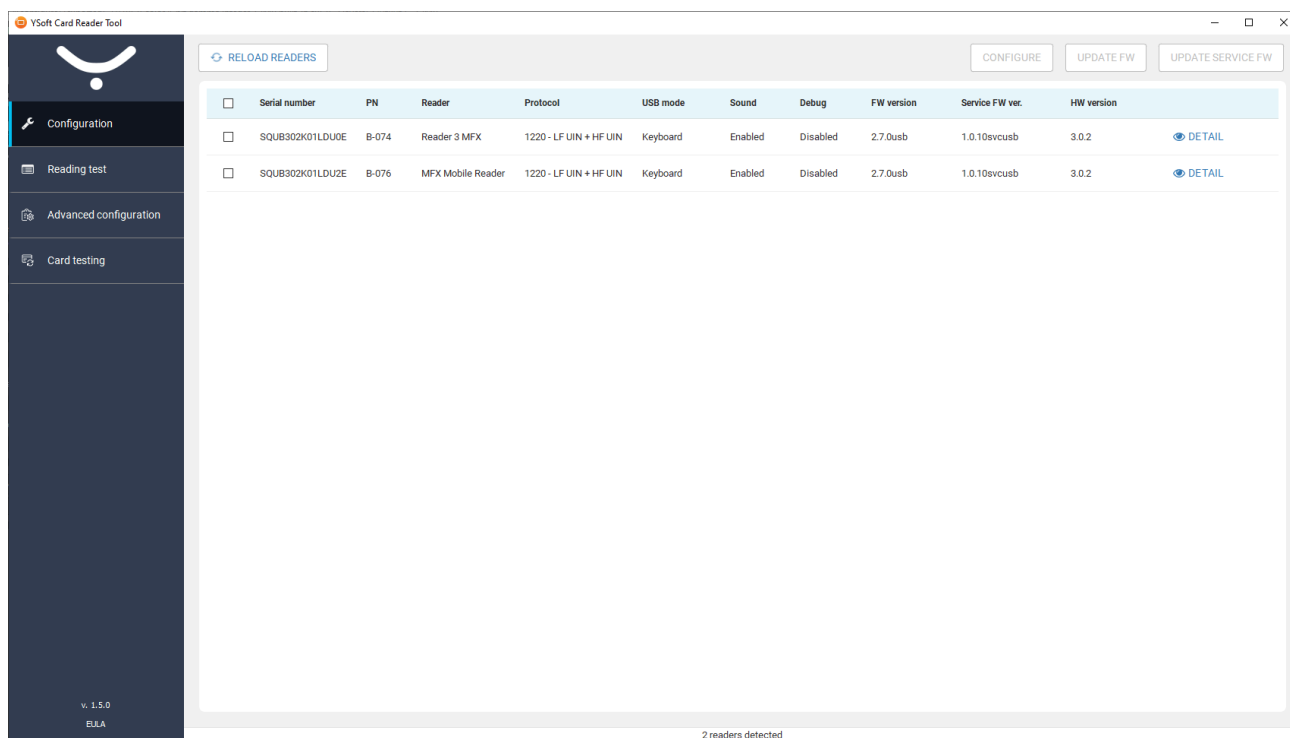 YSoft Card Reader Tool
RELOAD READERS
CONFIGURE
UPDATE FW
UPDATE SERVICE FW
Configuration
Reading test
Advanced configuration
Card testing
Serial number PN Reader Protocol USB mode Sound Debug FW version Service FW ver. HW version
SQUB302K01LDU0E B-074 Reader 3 MFX 1220 - LF UIN + HF UIN Keyboard Enabled Disabled 2.7.0usb 1.0.10svcusb 3.0.2 DETAIL
SQUB302K01LDU2E B-076 MFX Mobile Reader 1220 - LF UIN + HF UIN Keyboard Enabled Disabled 2.7.0usb 1.0.10svcusb 3.0.2 DETAIL
v. 1.5.0
EULA
2 readers detected